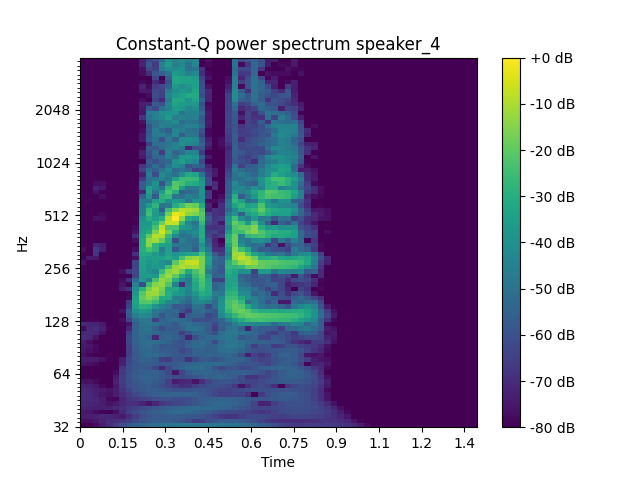 Constant-Q power spectrum speaker_4
Hz
2048
1024
512
256
128
64
32
0 0.15 0.3 0.45 0.6 0.75 0.9 1.1 1.2 1.4
Time
+0 dB
-10 dB
-20 dB
-30 dB
-40 dB
-50 dB
-60 dB
-70 dB
-80 dB